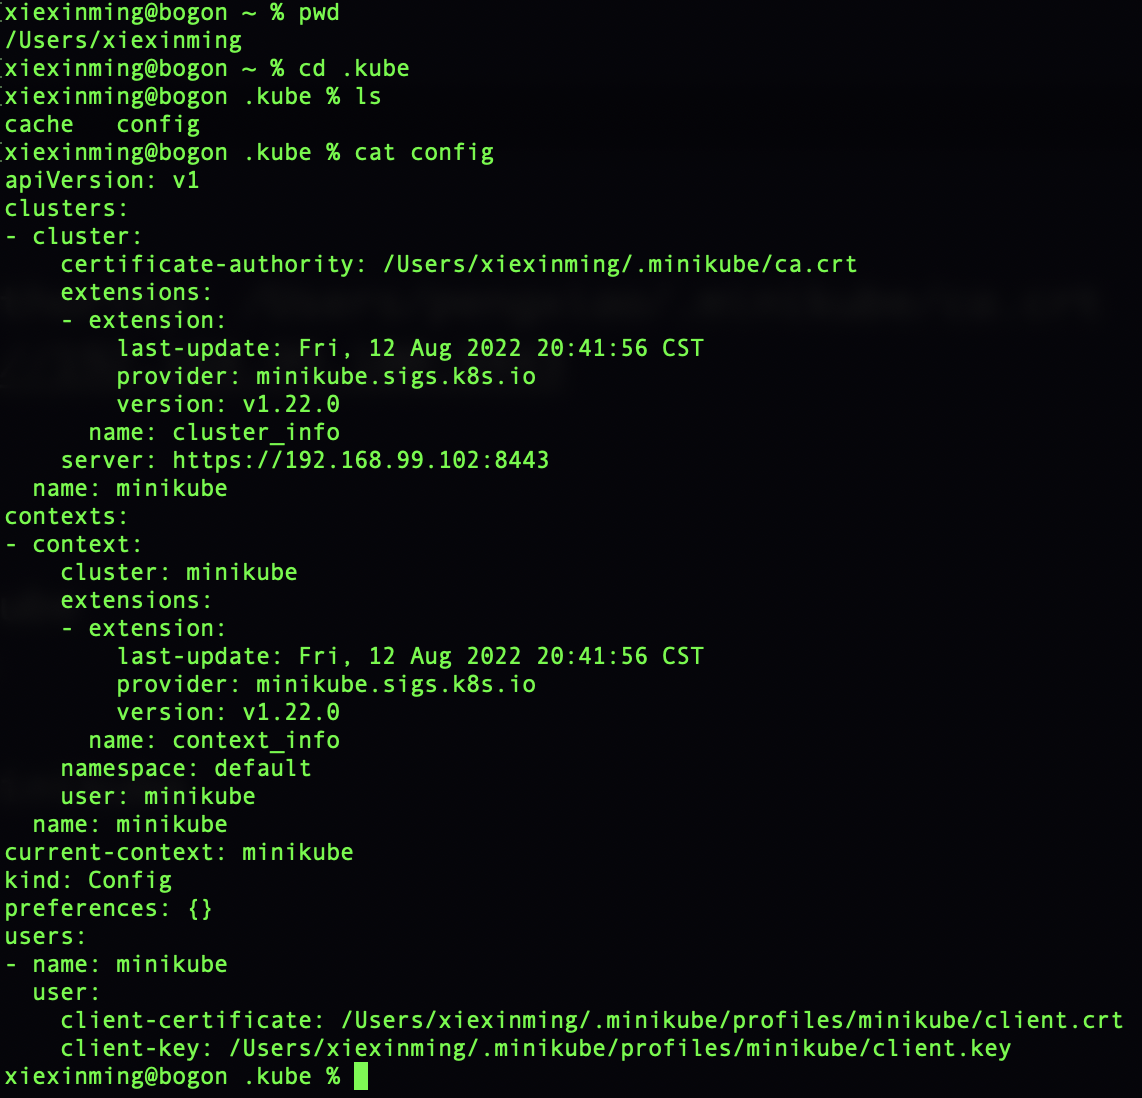 xiexinming@bogon ~ % pwd
/Users/xiexinming
xiexinming@bogon ~ % cd .kube
xiexinming@bogon .kube % ls
cache   config
xiexinming@bogon .kube % cat config
apiVersion: v1
clusters:
- cluster:
    certificate-authority: /Users/xiexinming/.minikube/ca.crt
    extensions:
    - extension:
        last-update: Fri, 12 Aug 2022 20:41:56 CST
        provider: minikube.sigs.k8s.io
        version: v1.22.0
      name: cluster_info
    server: https://192.168.99.102:8443
  name: minikube
contexts:
- context:
    cluster: minikube
    extensions:
    - extension:
        last-update: Fri, 12 Aug 2022 20:41:56 CST
        provider: minikube.sigs.k8s.io
        version: v1.22.0
      name: context_info
    namespace: default
    user: minikube
  name: minikube
current-context: minikube
kind: Config
preferences: {}
users:
- name: minikube
  user:
    client-certificate: /Users/xiexinming/.minikube/profiles/minikube/client.crt
    client-key: /Users/xiexinming/.minikube/profiles/minikube/client.key
xiexinming@bogon .kube %